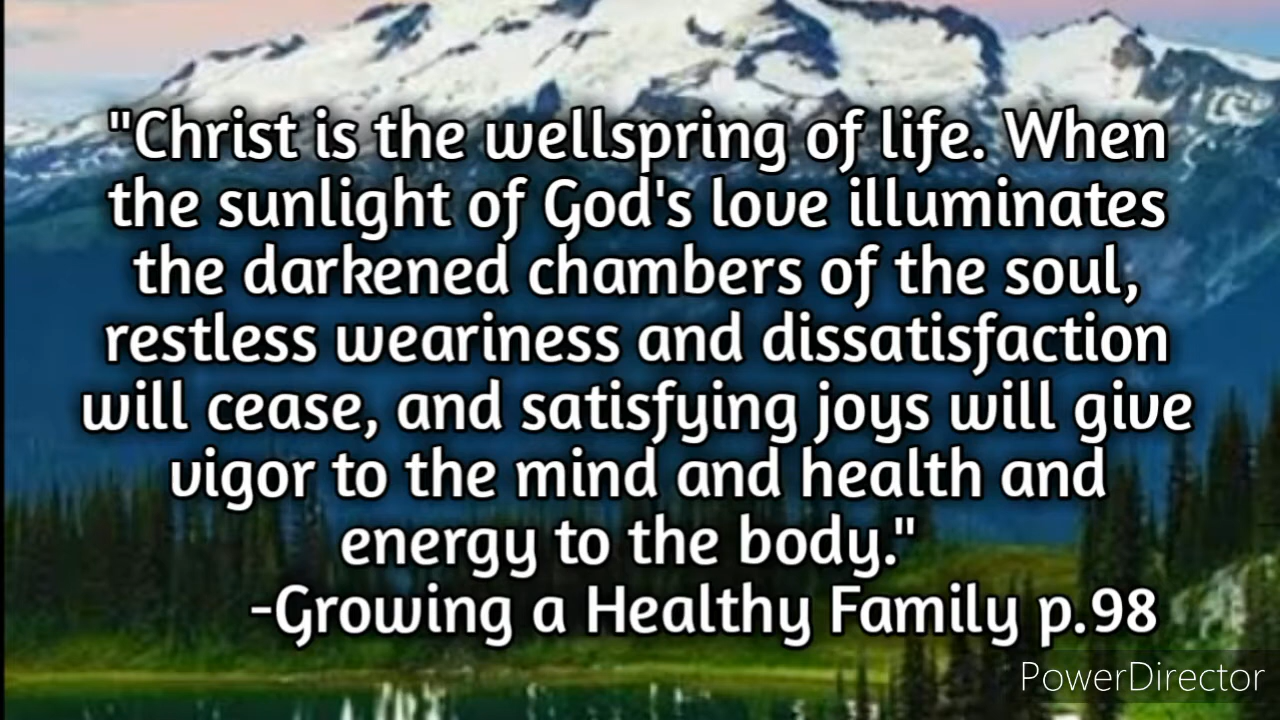 "Christ is the wellspring of life. When
the sunlight of God's love illuminates
the darkened chambers of the soul,
restless weariness and dissatisfaction
will cease, and satisfying joys will give
vigor to the mind and health and
energy to the body."
-Growing a Healthy Family p.98
PowerDirector